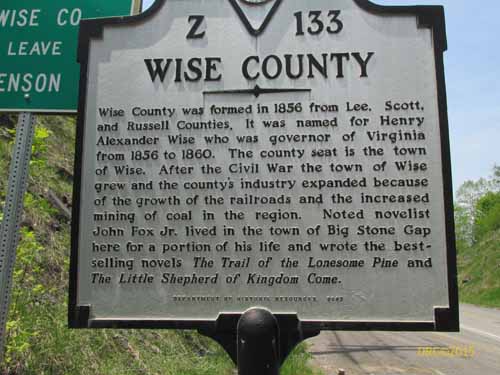 WISE CO
LEAVE
ENSON
Z 133
WISE COUNTY
Wise County was formed in 1856 from Lee, Scott,
and Russell Counties. It was named for Henry
Alexander Wise who was governor of Virginia
from 1856 to 1860. The county seat is the town
of Wise. After the Civil War the town of Wise
grew and the county's industry expanded because
of the growth of the railroads and the increased
mining of coal in the region. Noted novelist
John Fox Jr. lived in the town of Big Stone Gap
here for a portion of his life and wrote the best-
selling novels The Trail of the Lonesome Pine and
The Little Shepherd of Kingdom Come.
DEPARTMENT OF HISTORIC RESOURCES,